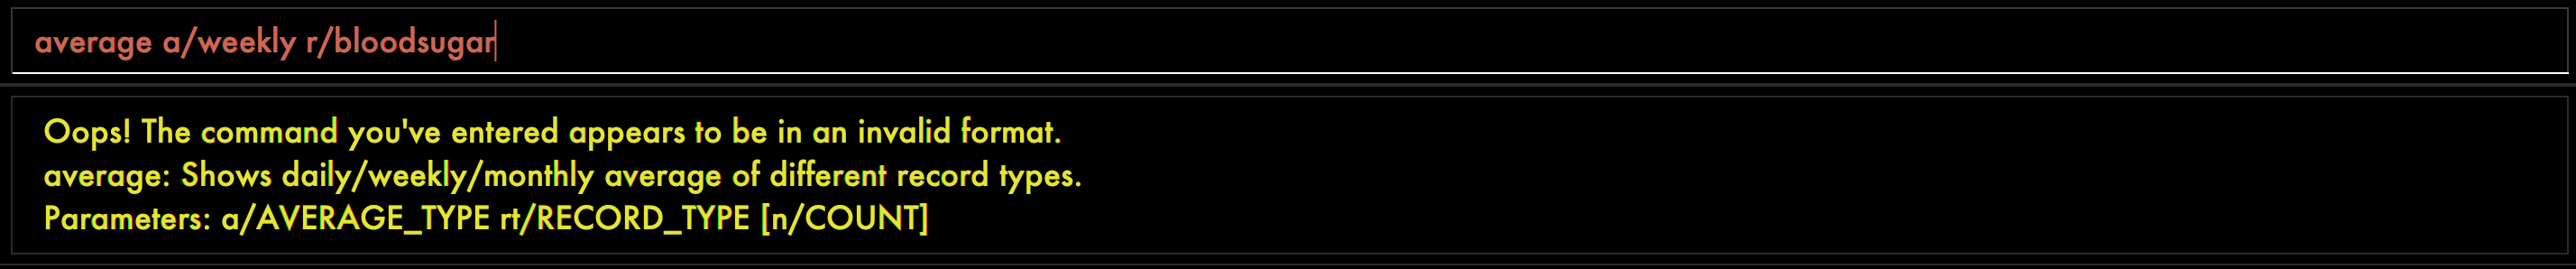 average a/weekly r/bloodsugar
Oops! The command you've entered appears to be in an invalid format.
average: Shows daily/weekly/monthly average of different record types.
Parameters: a/AVERAGE_TYPE rt/RECORD_TYPE [n/COUNT]